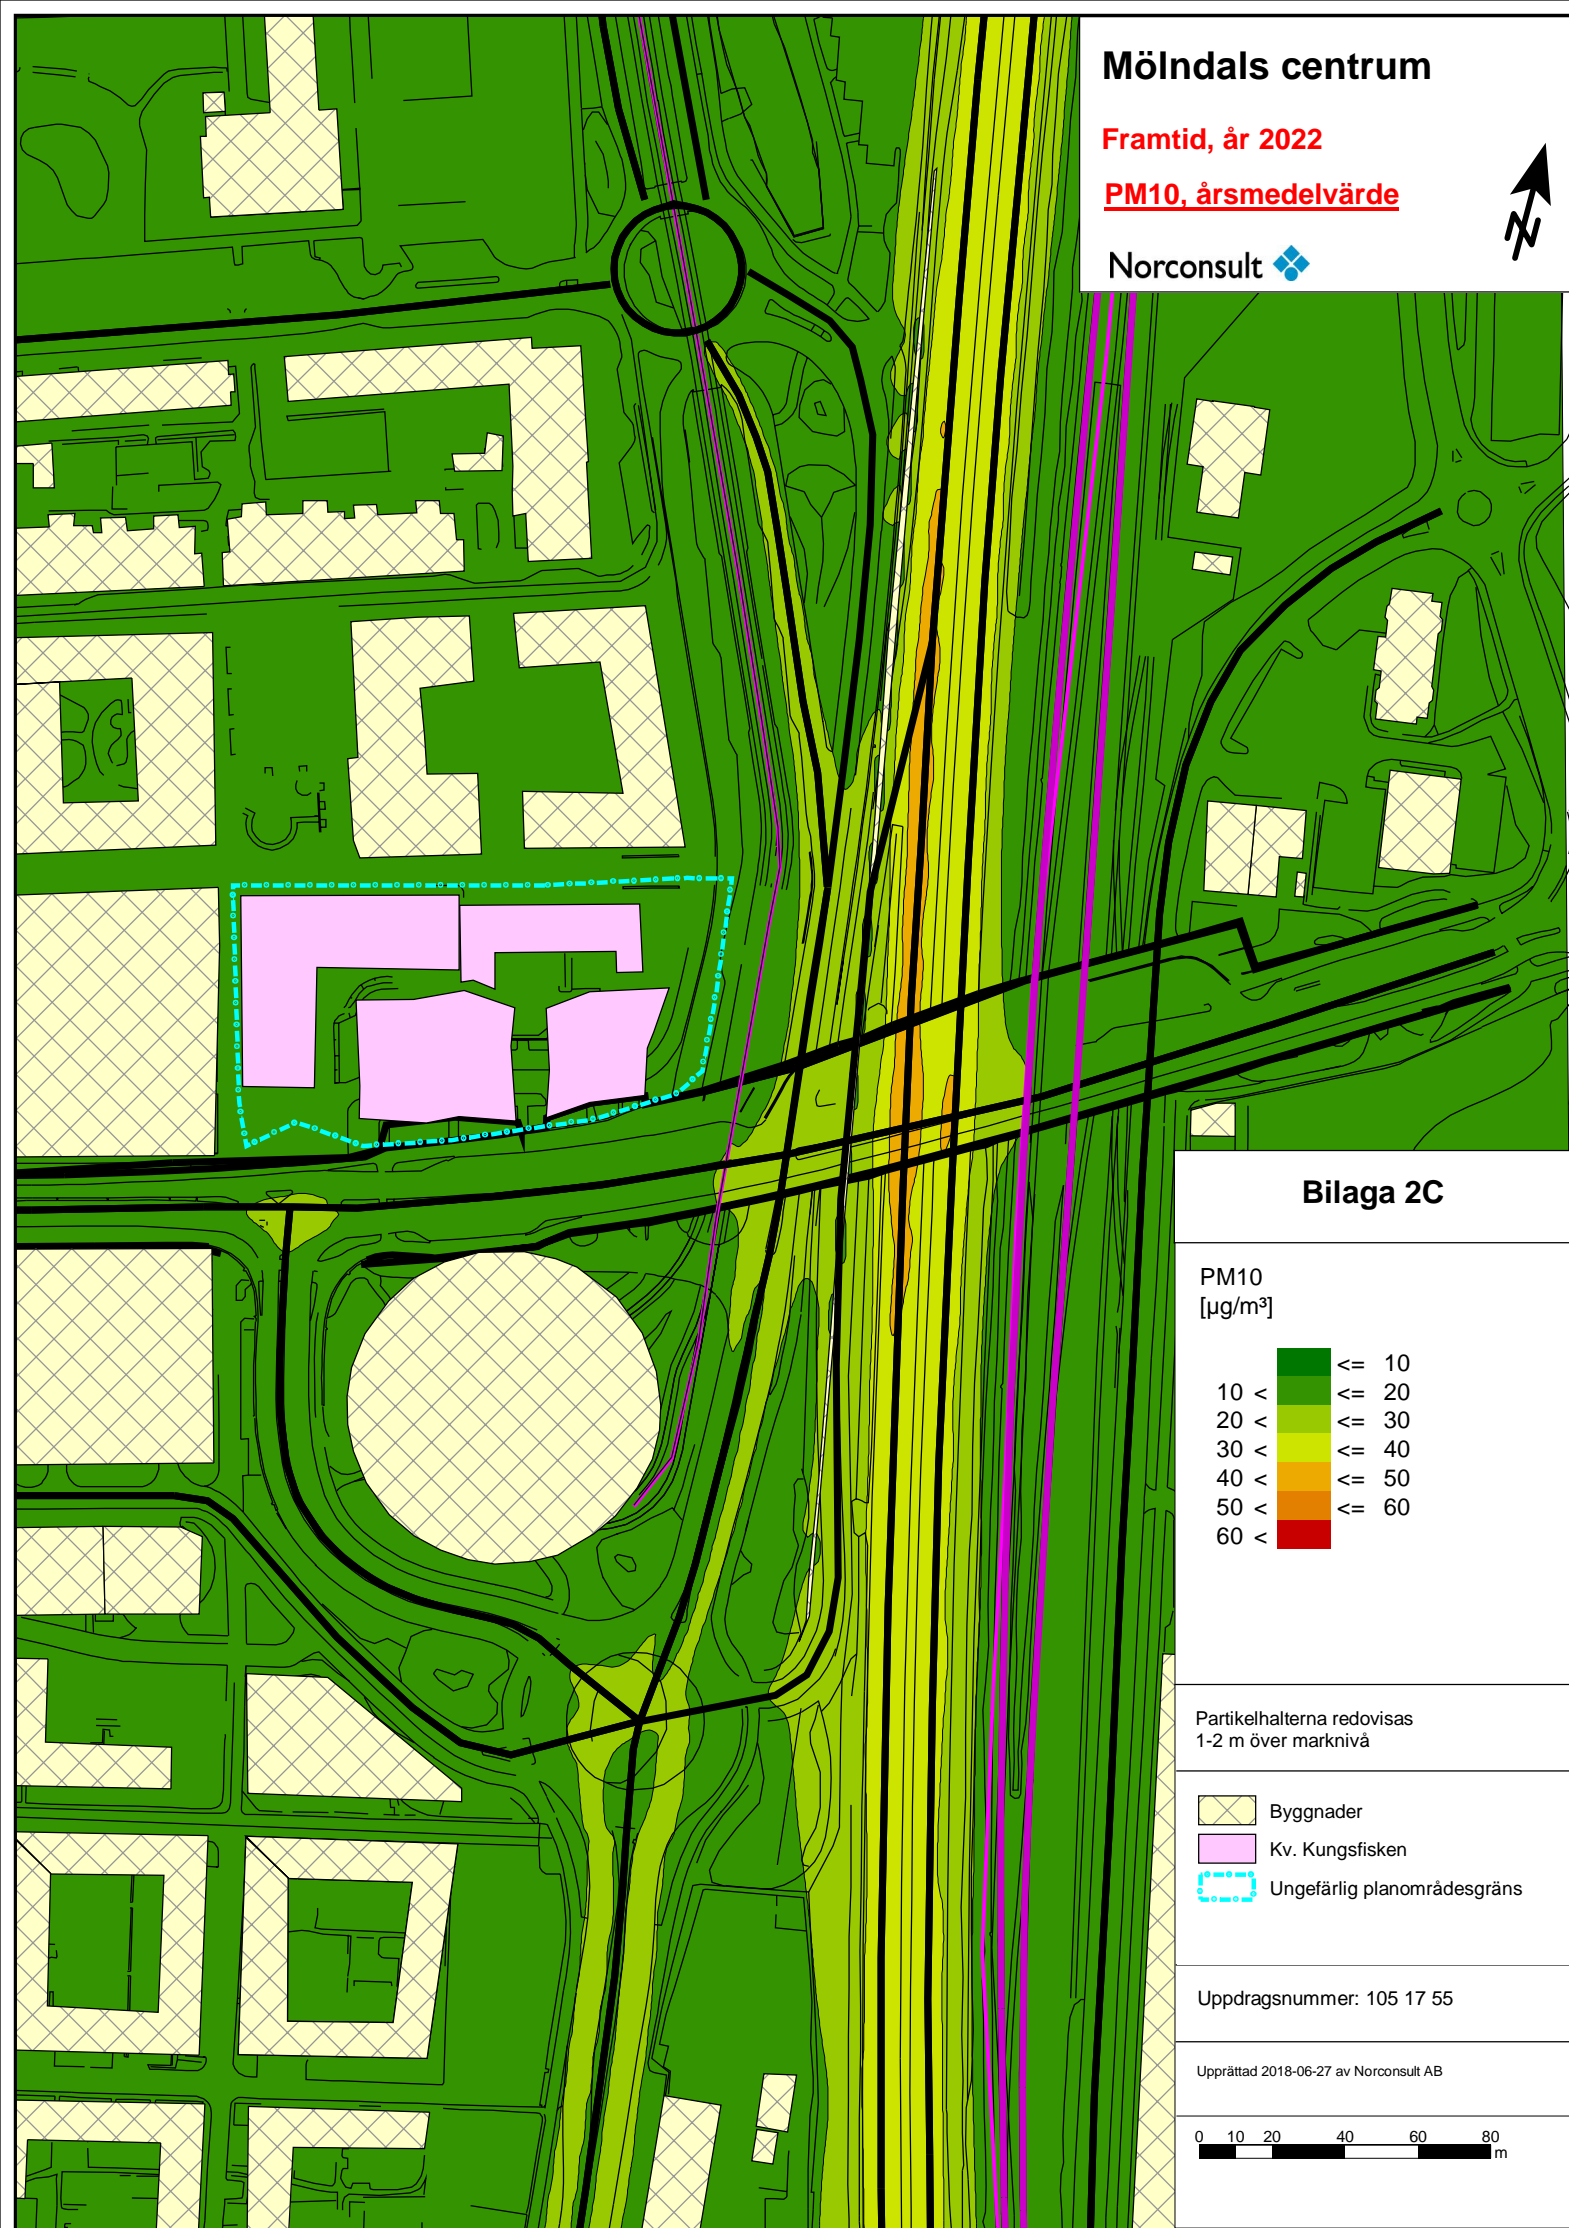 Mölndals centrum
Framtid, år 2022
PM10, årsmedelvärde
N
Norconsult
Bilaga 2C
PM10
[µg/m³]
<= 10
10 < <= 20
20 < <= 30
30 < <= 40
40 < <= 50
50 < <= 60
60 <
Partikelhalterna redovisas
1-2 m över marknivå
Byggnader
Kv. Kungsfisken
Ungefärlig planområdesgräns
Uppdragsnummer: 105 17 55
Upprättad 2018-06-27 av Norconsult AB
0 10 20 40 60 80
m